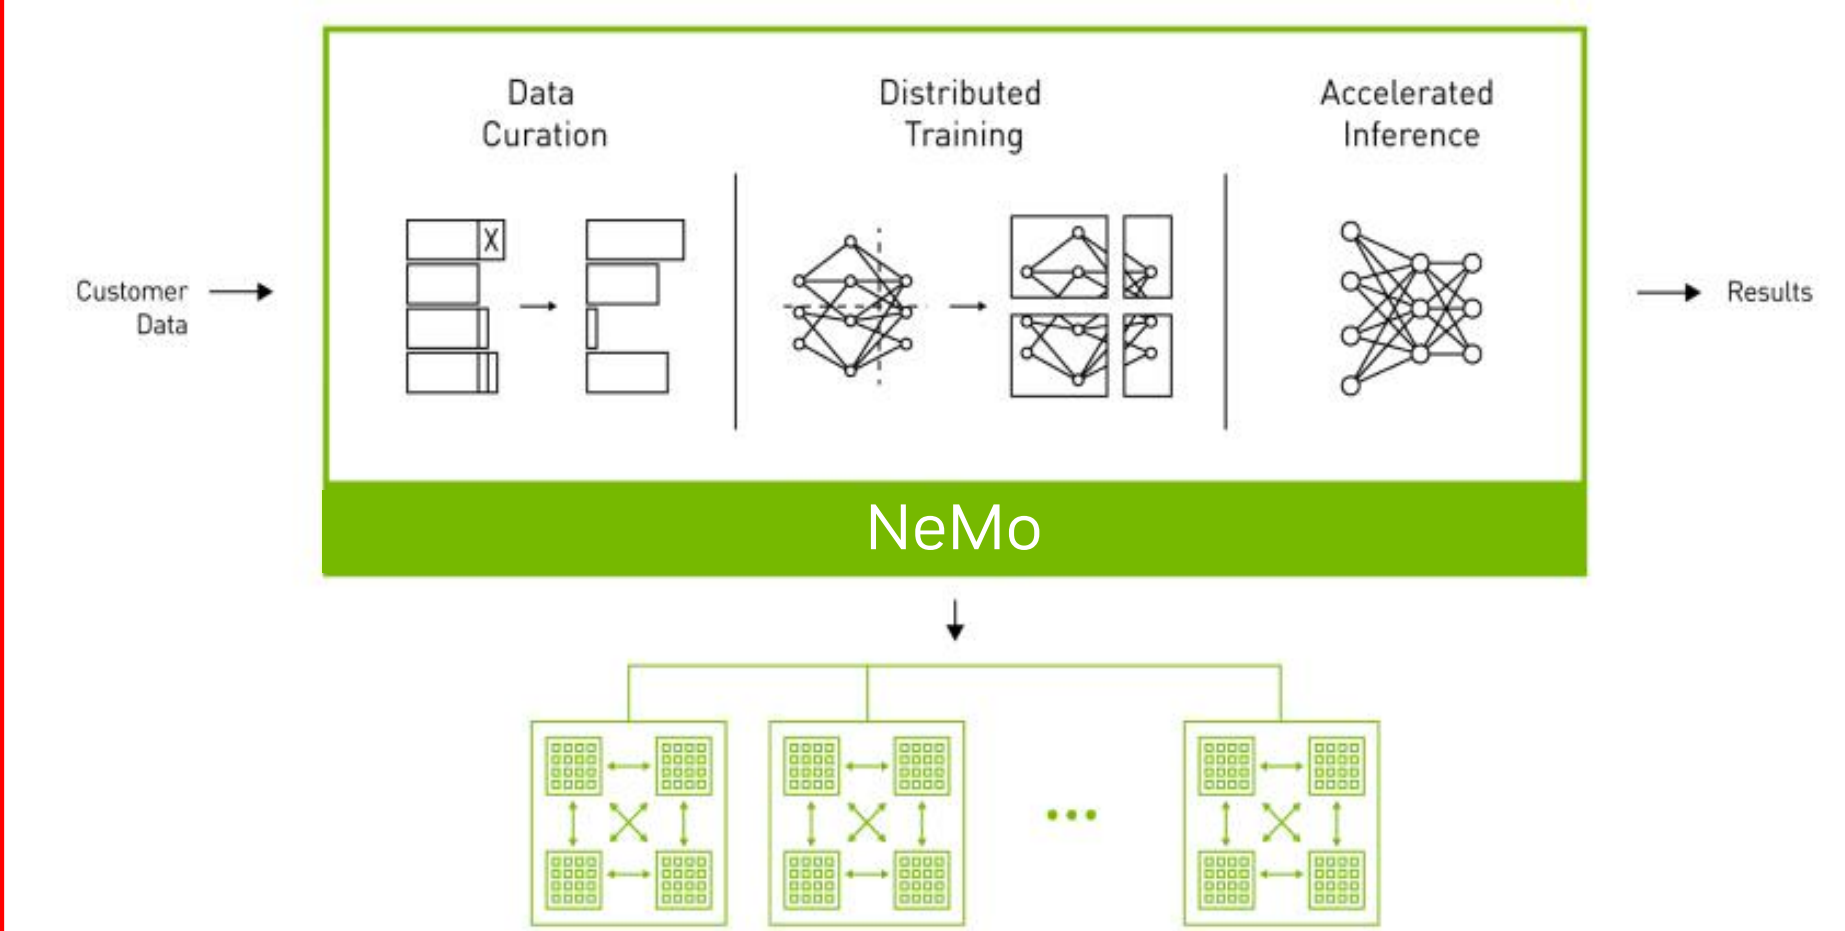 Data
Curation
Distributed
Training
Accelerated
Inference
X
Customer
Data
Results
NeMo